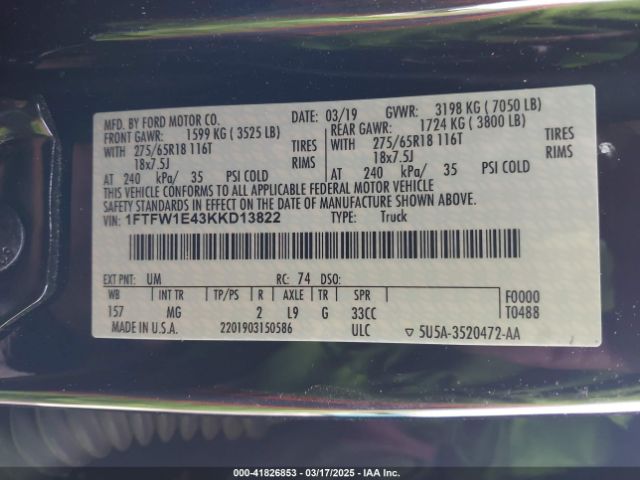 MFD. BY FORD MOTOR CO. DATE: 03/19 GVWR: 3198 KG ( 7050 LB)
FRONT GAWR: 1599 KG ( 3525 LB) REAR GAWR: 1724 KG ( 3800 LB)
WITH 275/65R18 116T TIRES WITH 275/65R18 116T TIRES
18x7.5J RIMS 18x7.5J RIMS
AT 240 kPa/ 35 PSI COLD AT 240 kPa/ 35 PSI COLD
THIS VEHICLE CONFORMS TO ALL APPLICABLE FEDERAL MOTOR VEHICLE
SAFETY STANDARDS IN EFFECT ON THE DATE OF MANUFACTURE SHOWN ABOVE.
VIN: 1FTFW1E43KKD13822 TYPE: Truck
EXT PNT: UM RC: 74 DSO:
WB INT TR TP/PS R AXLE TR SPR F0000
157 MG 2 L9 G 33CC T0488
MADE IN U.S.A. 2201903150586 ULC ▽ 5U5A-3520472-AA
000-41826853 — 03/17/2025 — IAA Inc.